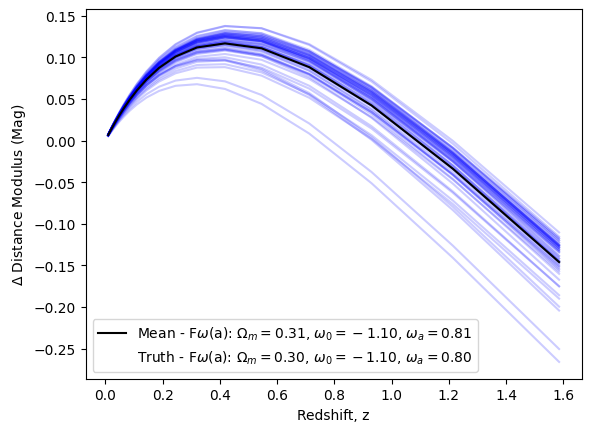 0.15
0.10
0.05
0.00
−0.05
−0.10
−0.15
−0.20
−0.25
Δ Distance Modulus (Mag)
Mean - Fω(a): Ωm = 0.31, ω0 = −1.10, ωa = 0.81
Truth - Fω(a): Ωm = 0.30, ω0 = −1.10, ωa = 0.80
0.0 0.2 0.4 0.6 0.8 1.0 1.2 1.4 1.6
Redshift, z